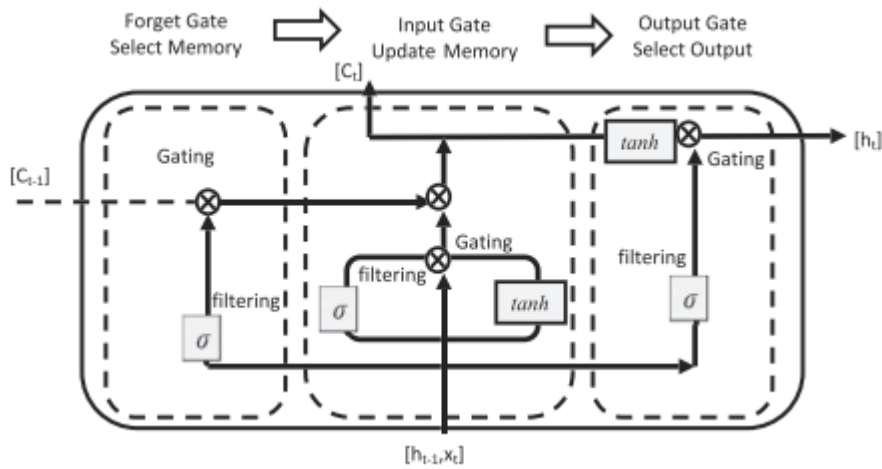 Forget Gate
Select Memory
Input Gate
Update Memory
Output Gate
Select Output
[Cₜ]
tanh
[hₜ]
Gating
Gating
[Cₜ₋₁]
Gating
filtering
filtering
filtering
σ
tanh
σ
σ
[hₜ₋₁,xₜ]